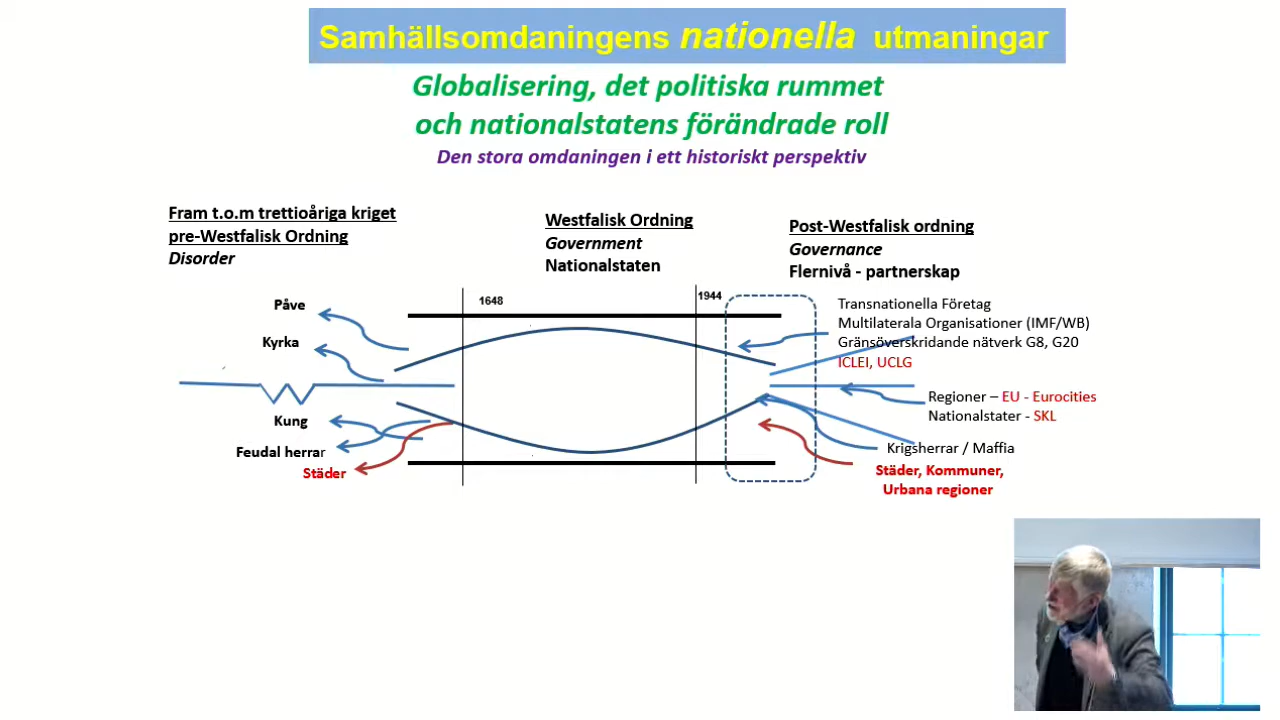 Samhällsomdaningens nationella utmaningar
Globalisering, det politiska rummet
och nationalstatens förändrade roll
Den stora omdaningen i ett historiskt perspektiv
Fram t.o.m trettioåriga kriget
pre-Westfalisk Ordning
Disorder
Westfalisk Ordning
Government
Nationalstaten
Post-Westfalisk ordning
Governance
Flernivå - partnerskap
1648
1944
Påve
Kyrka
Kung
Feudal herrar
Städer
Transnationella Företag
Multilaterala Organisationer (IMF/WB)
Gränsöverskridande nätverk G8, G20
ICLEI, UCLG
Regioner – EU - Eurocities
Nationalstater - SKL
Krigsherrar / Maffia
Städer, Kommuner,
Urbana regioner